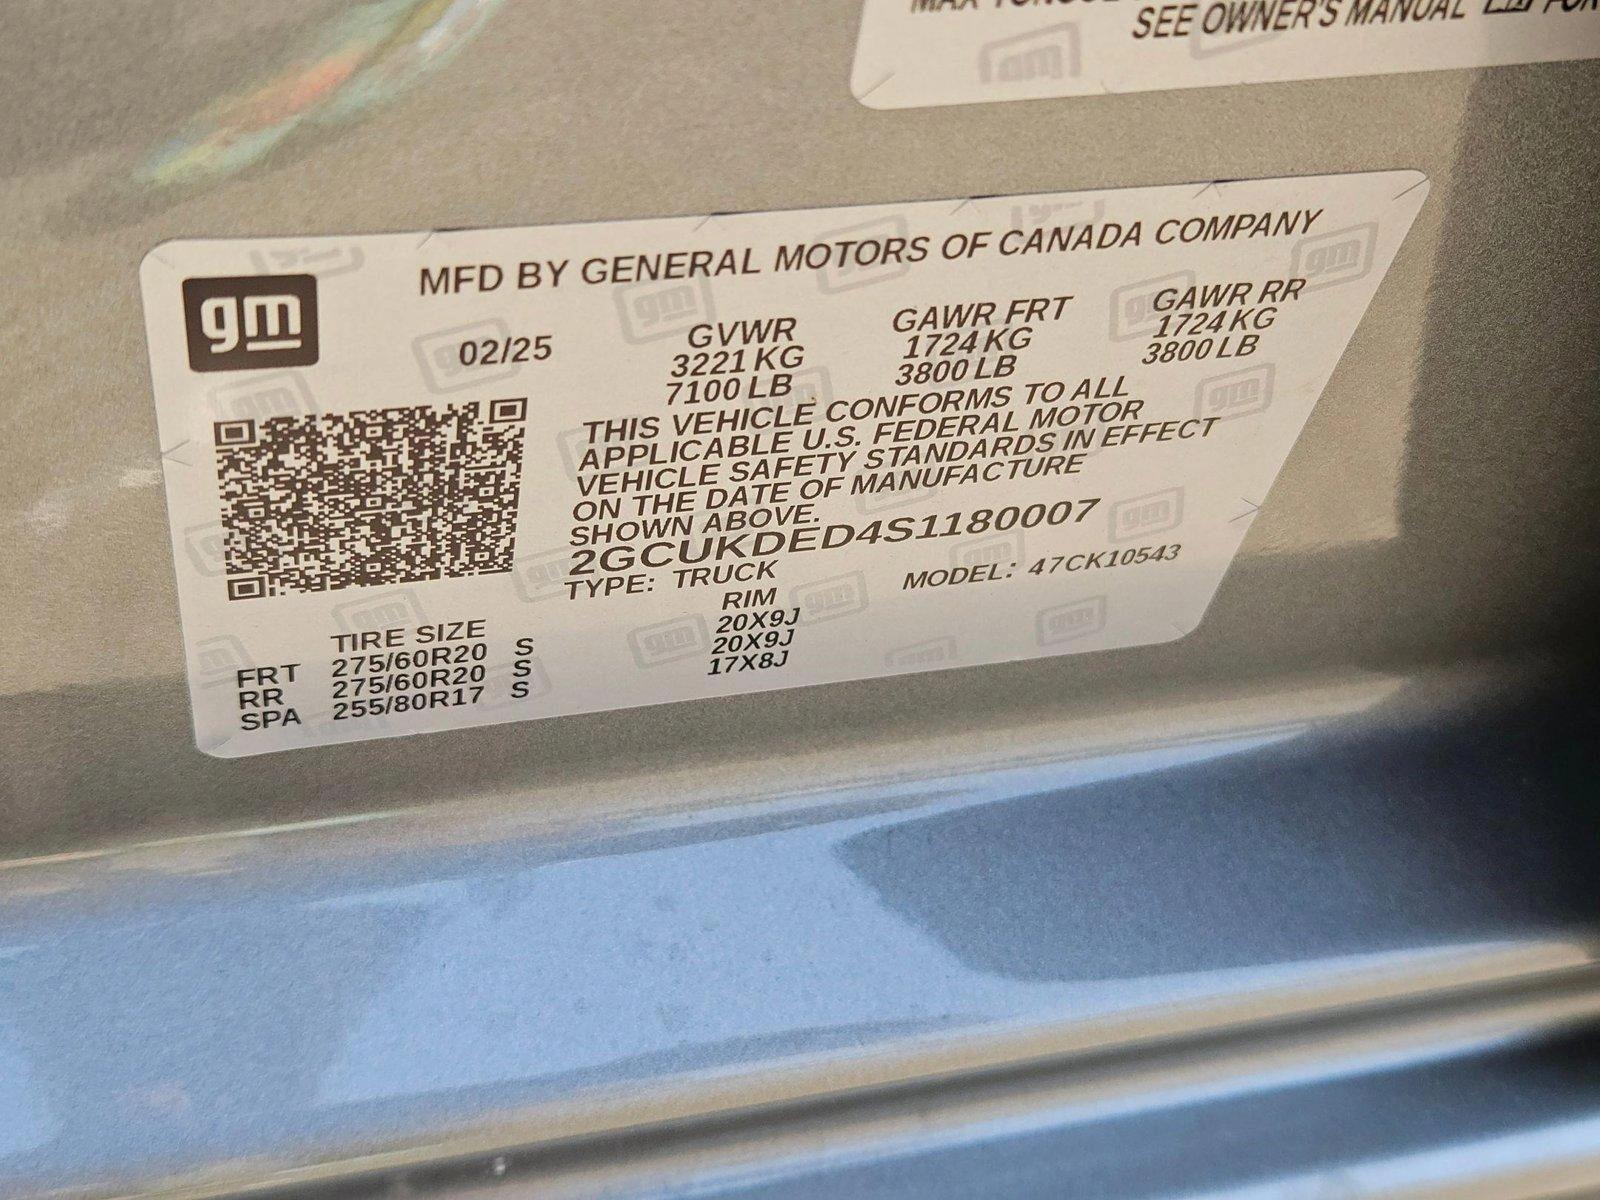 SEE OWNER'S MANUAL
gm
MFD BY GENERAL MOTORS OF CANADA COMPANY
02/25 GVWR GAWR FRT GAWR RR
3221 KG 1724 KG 1724 KG
7100 LB 3800 LB 3800 LB
THIS VEHICLE CONFORMS TO ALL
APPLICABLE U.S. FEDERAL MOTOR
VEHICLE SAFETY STANDARDS IN EFFECT
ON THE DATE OF MANUFACTURE
SHOWN ABOVE.
2GCUKDED4S1180007
TYPE: TRUCK MODEL: 47CK10543
TIRE SIZE RIM
FRT 275/60R20 S 20X9J
RR 275/60R20 S 20X9J
SPA 255/80R17 S 17X8J